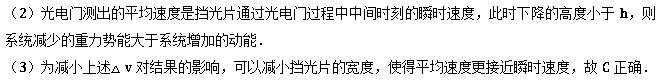 （2）光电门测出的平均速度是挡光片通过光电门过程中中间时刻的瞬时速度，此时下降的高度小于 h，则
系统减少的重力势能大于系统增加的动能．
（3）为减小上述△v 对结果的影响，可以减小挡光片的宽度，使得平均速度更接近瞬时速度，故 C 正确．